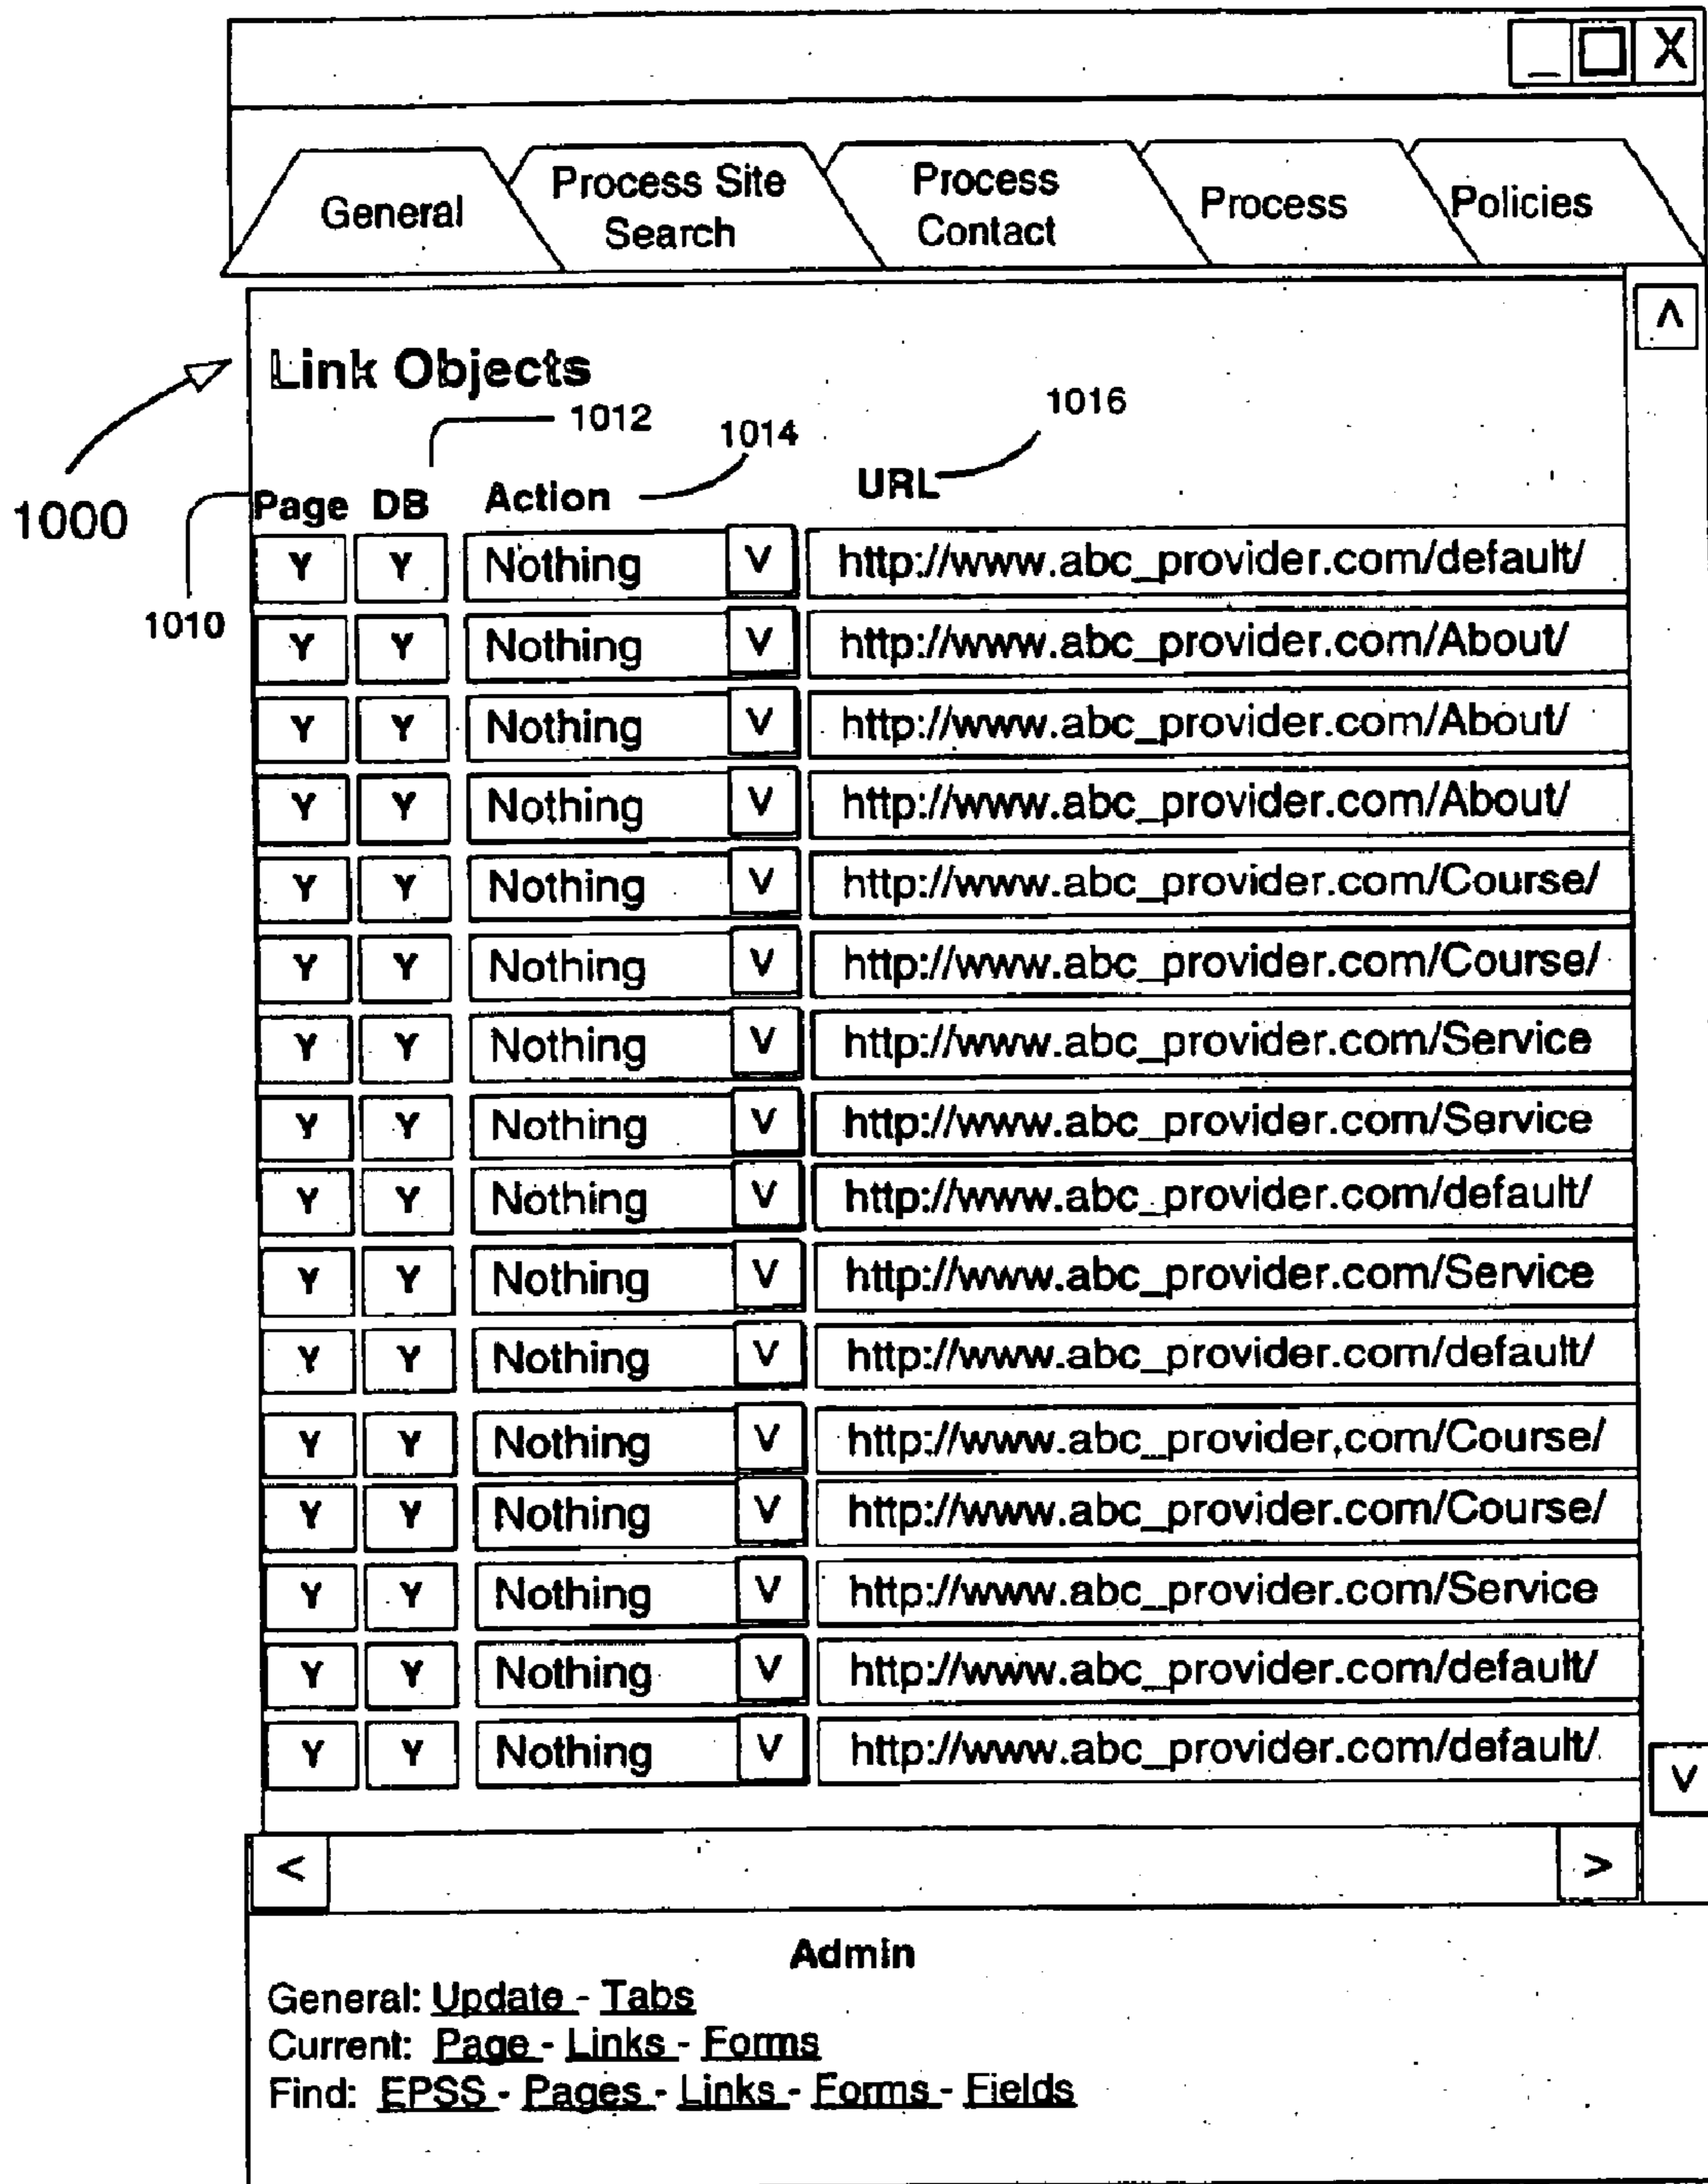 _ □ X
General Process Site Search Process Contact Process Policies
Link Objects
1012 1014 1016
1000
1010
Page DB Action URL
Y Y Nothing V http://www.abc_provider.com/default/
Y Y Nothing V http://www.abc_provider.com/About/
Y Y Nothing V http://www.abc_provider.com/About/
Y Y Nothing V http://www.abc_provider.com/About/
Y Y Nothing V http://www.abc_provider.com/Course/
Y Y Nothing V http://www.abc_provider.com/Course/
Y Y Nothing V http://www.abc_provider.com/Service
Y Y Nothing V http://www.abc_provider.com/Service
Y Y Nothing V http://www.abc_provider.com/default/
Y Y Nothing V http://www.abc_provider.com/Service
Y Y Nothing V http://www.abc_provider.com/default/
Y Y Nothing V http://www.abc_provider,com/Course/
Y Y Nothing V http://www.abc_provider.com/Course/
Y Y Nothing V http://www.abc_provider.com/Service
Y Y Nothing V http://www.abc_provider.com/default/
Y Y Nothing V http://www.abc_provider.com/default/
< >
Admin
General: Update - Tabs
Current: Page - Links - Forms
Find: EPSS - Pages - Links - Forms - Fields